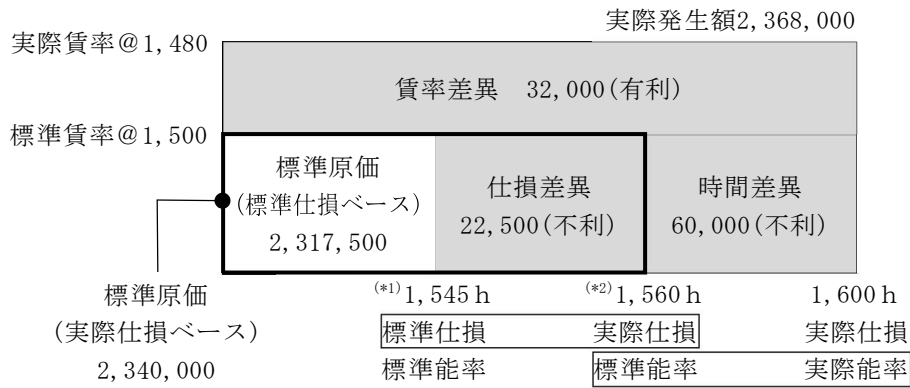 実際発生額2,368,000
実際賃率@1,480
賃率差異　32,000(有利)
標準賃率@1,500
標準原価
(標準仕損ベース)
2,317,500
仕損差異
22,500(不利)
時間差異
60,000(不利)
標準原価
(実際仕損ベース)
2,340,000
(*1) 1,545 h
標準仕損
標準能率
(*2) 1,560 h
実際仕損
標準能率
1,600 h
実際仕損
実際能率